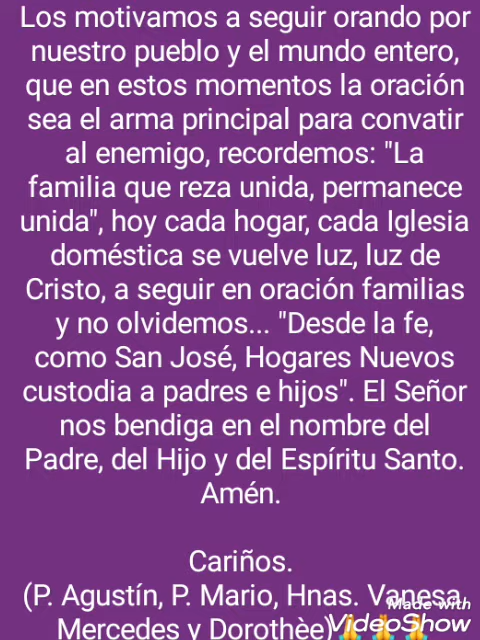 Los motivamos a seguir orando por
nuestro pueblo y el mundo entero,
que en estos momentos la oración
sea el arma principal para convatir
al enemigo, recordemos: "La
familia que reza unida, permanece
unida", hoy cada hogar, cada Iglesia
doméstica se vuelve luz, luz de
Cristo, a seguir en oración familias
y no olvidemos... "Desde la fe,
como San José, Hogares Nuevos
custodia a padres e hijos". El Señor
nos bendiga en el nombre del
Padre, del Hijo y del Espíritu Santo.
Amén.

Cariños.
(P. Agustín, P. Mario, Hnas. Vanesa,
Mercedes y Dorothèe) 🙏🙏🙏
Made with
VideoShow